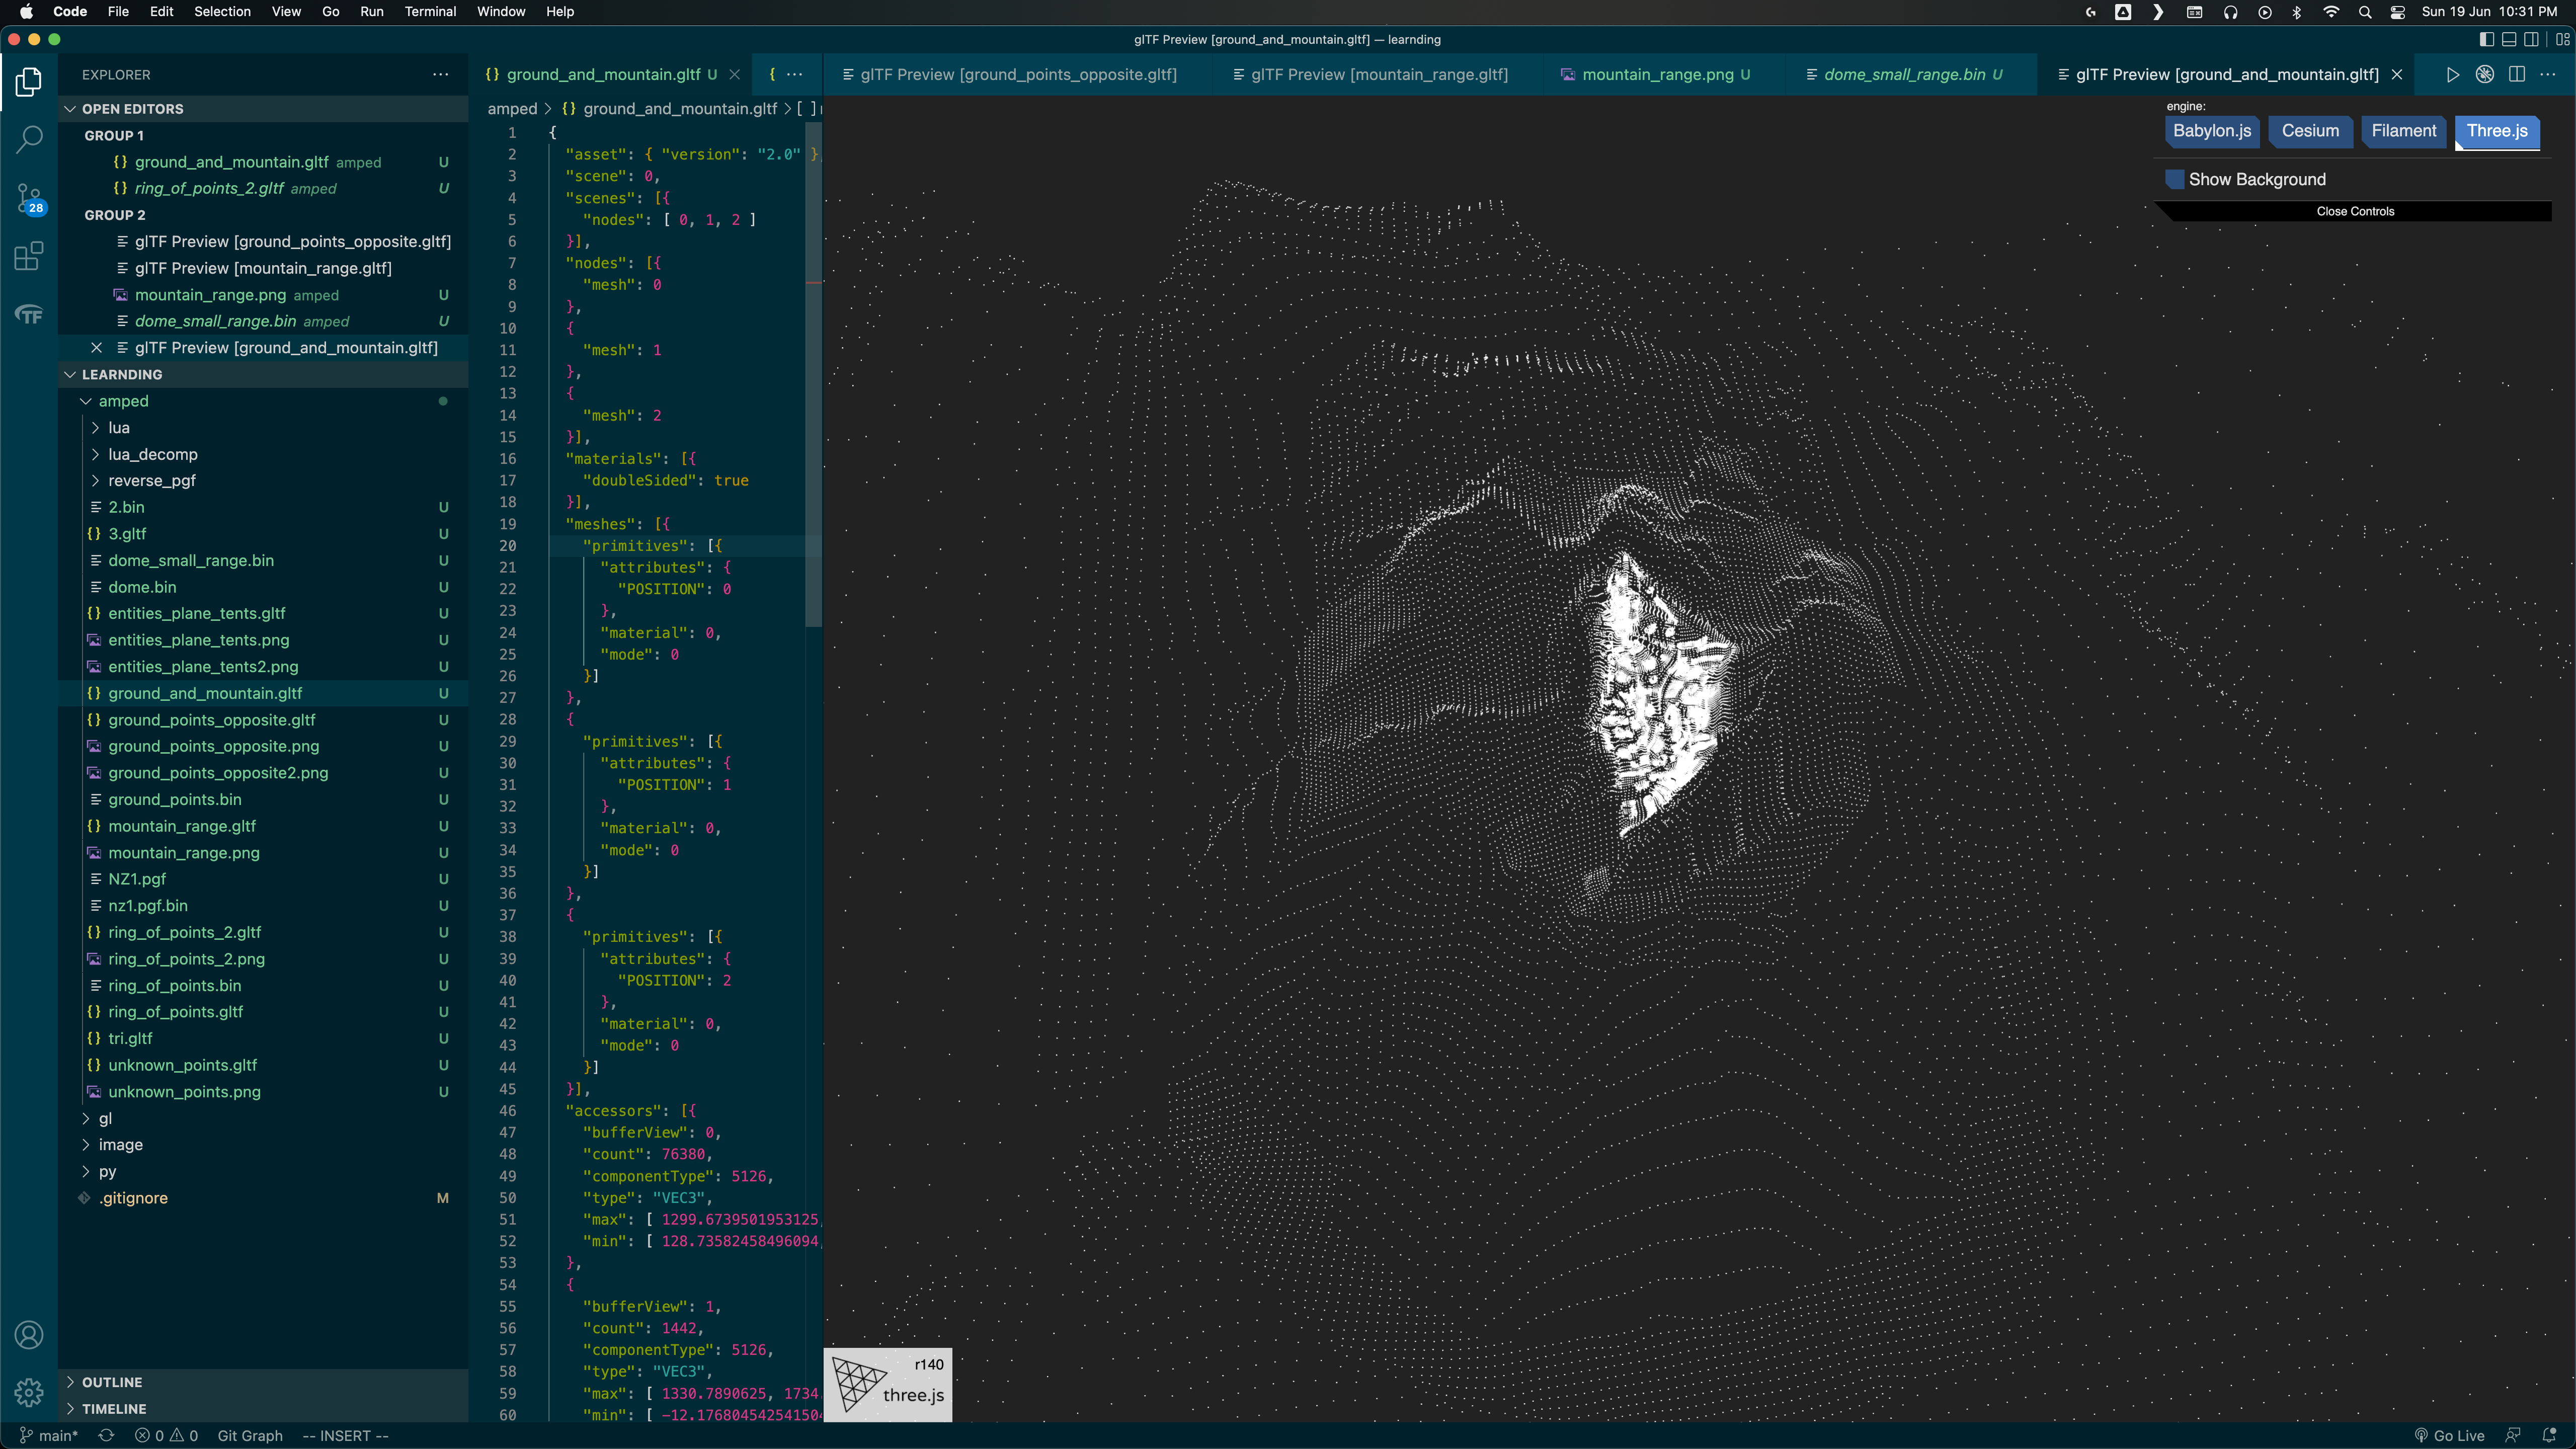 Code File Edit Selection View Go Run Terminal Window Help
Sun 19 Jun 10:31 PM
glTF Preview [ground_and_mountain.gltf] — learnding
EXPLORER
OPEN EDITORS
GROUP 1
{} ground_and_mountain.gltf amped U
{} ring_of_points_2.gltf amped U
GROUP 2
glTF Preview [ground_points_opposite.gltf]
glTF Preview [mountain_range.gltf]
mountain_range.png amped U
dome_small_range.bin amped U
glTF Preview [ground_and_mountain.gltf]
LEARNDING
amped
lua
lua_decomp
reverse_pgf
2.bin U
{} 3.gltf U
dome_small_range.bin U
dome.bin U
{} entities_plane_tents.gltf U
entities_plane_tents.png U
entities_plane_tents2.png U
{} ground_and_mountain.gltf U
{} ground_points_opposite.gltf U
ground_points_opposite.png U
ground_points_opposite2.png U
ground_points.bin U
{} mountain_range.gltf U
mountain_range.png U
NZ1.pgf U
nz1.pgf.bin U
{} ring_of_points_2.gltf U
ring_of_points_2.png U
ring_of_points.bin U
{} ring_of_points.gltf U
{} tri.gltf U
{} unknown_points.gltf U
unknown_points.png U
gl
image
py
.gitignore M
OUTLINE
TIMELINE
28
TF
{} ground_and_mountain.gltf U
{ ...
amped > {} ground_and_mountain.gltf > [ ]
1 {
2 "asset": { "version": "2.0" },
3 "scene": 0,
4 "scenes": [{
5 "nodes": [ 0, 1, 2 ]
6 }],
7 "nodes": [{
8 "mesh": 0
9 },
10 {
11 "mesh": 1
12 },
13 {
14 "mesh": 2
15 }],
16 "materials": [{
17 "doubleSided": true
18 }],
19 "meshes": [{
20 "primitives": [{
21 "attributes": {
22 "POSITION": 0
23 },
24 "material": 0,
25 "mode": 0
26 }]
27 },
28 {
29 "primitives": [{
30 "attributes": {
31 "POSITION": 1
32 },
33 "material": 0,
34 "mode": 0
35 }]
36 },
37 {
38 "primitives": [{
39 "attributes": {
40 "POSITION": 2
41 },
42 "material": 0,
43 "mode": 0
44 }]
45 }],
46 "accessors": [{
47 "bufferView": 0,
48 "count": 76380,
49 "componentType": 5126,
50 "type": "VEC3",
51 "max": [ 1299.6739501953125,
52 "min": [ 128.73582458496094,
53 },
54 {
55 "bufferView": 1,
56 "count": 1442,
57 "componentType": 5126,
58 "type": "VEC3",
59 "max": [ 1330.7890625, 1734
60 "min": [ -12.17680454254150
glTF Preview [ground_points_opposite.gltf]
glTF Preview [mountain_range.gltf]
mountain_range.png U
dome_small_range.bin U
glTF Preview [ground_and_mountain.gltf]
engine:
Babylon.js Cesium Filament Three.js
Show Background
Close Controls
r140
three.js
main* 0 0 Git Graph -- INSERT --
Go Live